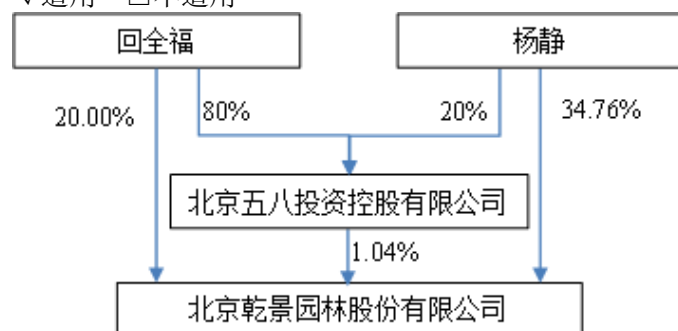 回全福
杨静
20.00%
80%
20%
34.76%
北京五八投资控股有限公司
1.04%
北京乾景园林股份有限公司